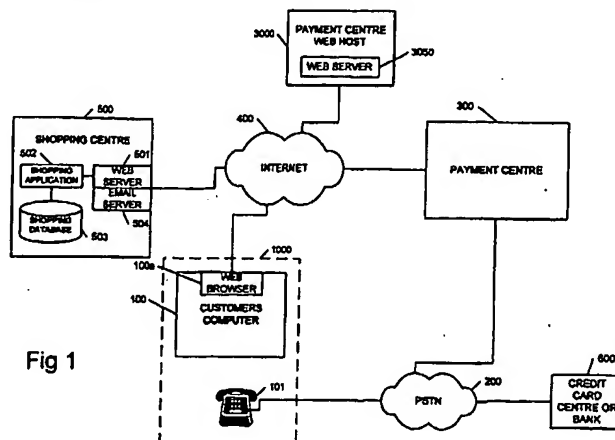 3000
PAYMENT CENTRE
WEB HOST
WEB SERVER
3050
500
SHOPPING CENTRE
502
501
SHOPPING
APPLICATION
WEB
SERVER
EMAIL
SERVER
SHOPPING
DATABASE
503
504
400
INTERNET
300
PAYMENT CENTRE
1000
100a
WEB
BROWSER
100
CUSTOMERS
COMPUTER
Fig 1
101
PSTN
200
600
CREDIT
CARD
CENTRE OR
BANK